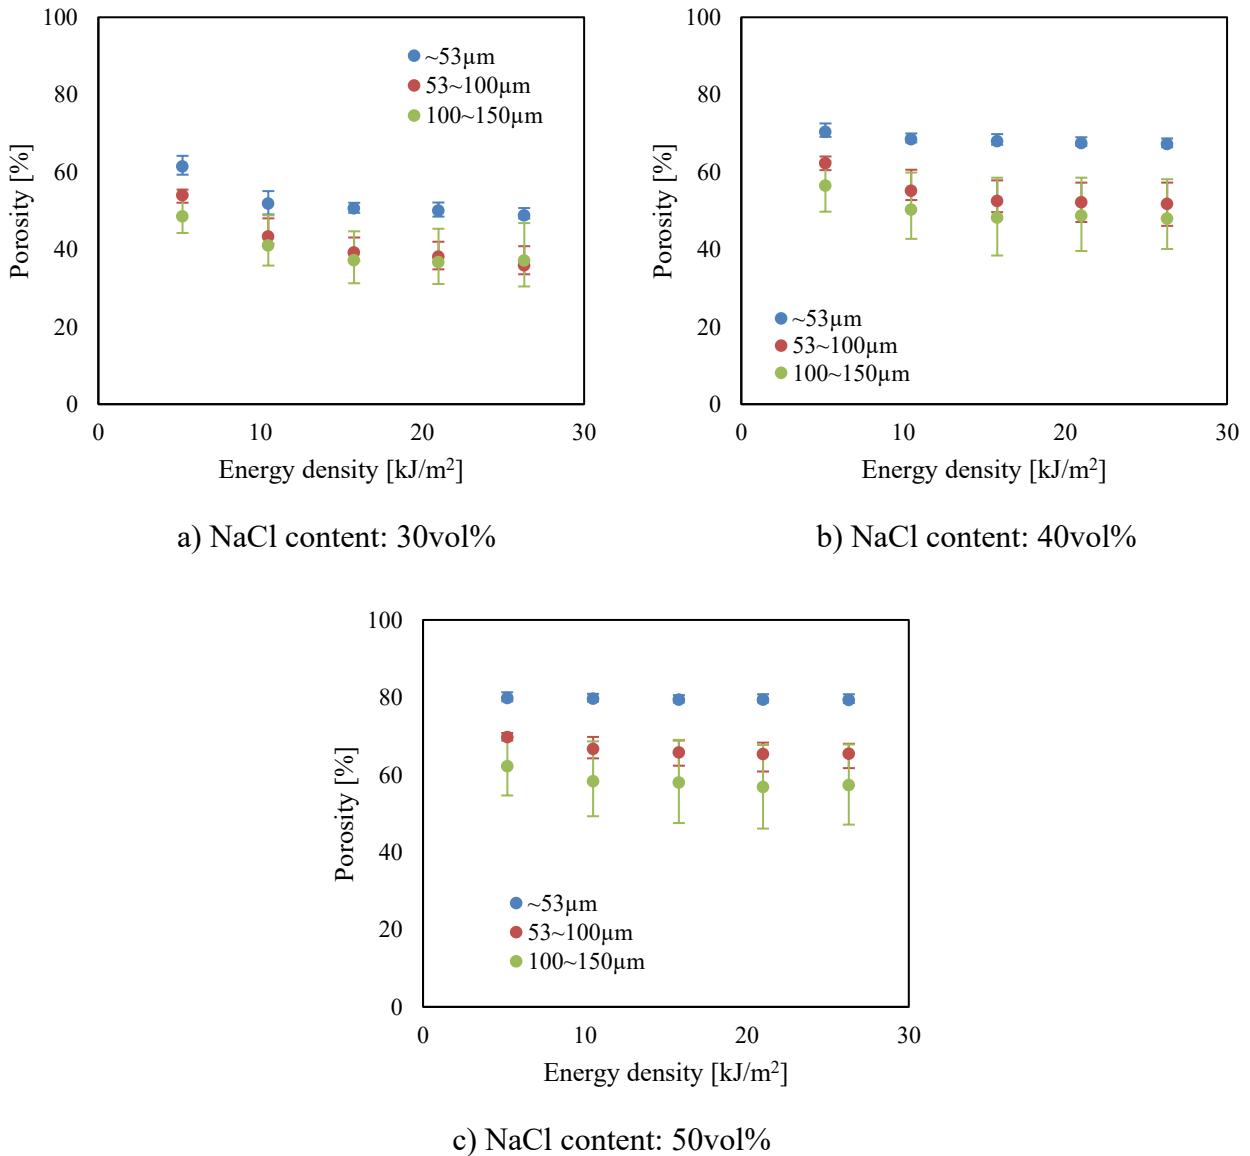 100
80
60
40
20
0
Porosity [%]
~53µm
53~100µm
100~150µm
0 10 20 30
Energy density [kJ/m²]
a) NaCl content: 30vol%
100
80
60
40
20
0
Porosity [%]
~53µm
53~100µm
100~150µm
0 10 20 30
Energy density [kJ/m²]
b) NaCl content: 40vol%
100
80
60
40
20
0
Porosity [%]
~53µm
53~100µm
100~150µm
0 10 20 30
Energy density [kJ/m²]
c) NaCl content: 50vol%